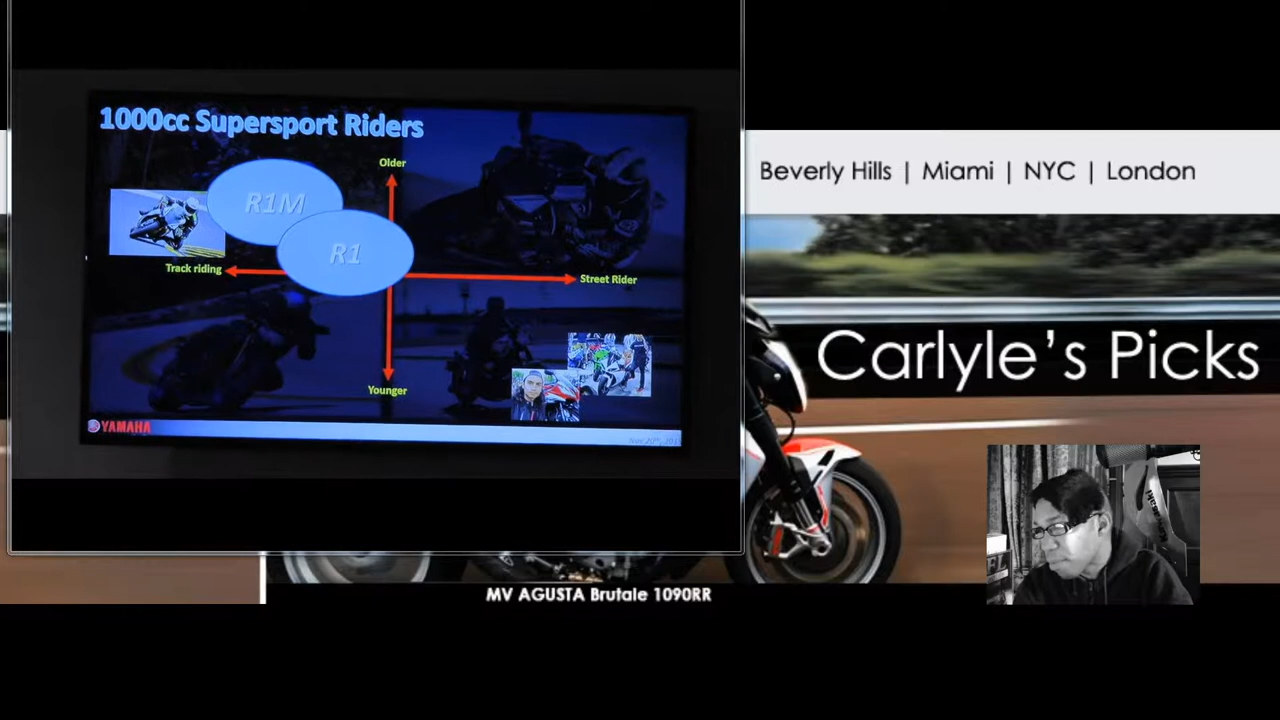 1000cc Supersport Riders
Older
R1M
R1
Track riding
Street Rider
Younger
YAMAHA
Beverly Hills | Miami | NYC | London
Carlyle's Picks
MV AGUSTA Brutale 1090RR